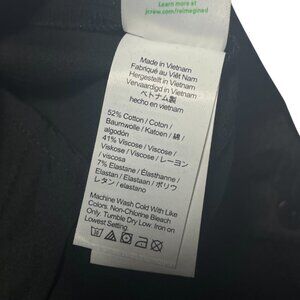 Learn more at
jcrew.com/reimagined
Made in Vietnam
Fabriqué au Viêt Nam
Hergestellt in Vietnam
Vervaardigd in Vietnam
ベトナム製
hecho en vietnam
52% Cotton / Coton /
Baumwolle / Katoen / 綿 /
algodón
41% Viscose / Viscose /
Viskose / Viscose / レーヨン
/ viscosa
7% Elastane / Élasthanne /
Elastan / Elastaan / ポリウ
レタン / elastano
Machine Wash Cold With Like
Colors. Non-Chlorine Bleach
Only. Tumble Dry Low. Iron on
Lowest Setting.